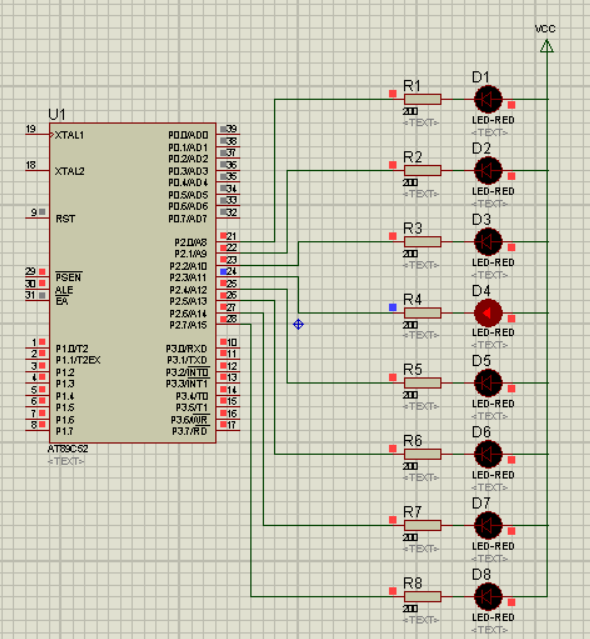 VCC
U1
19
XTAL1
18
XTAL2
9
RST
29
PSEN
30
ALE
31
EA
1
P1.0/T2
2
P1.1/T2EX
3
P1.2
4
P1.3
5
P1.4
6
P1.5
7
P1.6
8
P1.7
P0.0/AD0
39
P0.1/AD1
38
P0.2/AD2
37
P0.3/AD3
36
P0.4/AD4
35
P0.5/AD5
34
P0.6/AD6
33
P0.7/AD7
32
P2.0/A8
21
P2.1/A9
22
P2.2/A10
23
P2.3/A11
24
P2.4/A12
25
P2.5/A13
26
P2.6/A14
27
P2.7/A15
28
P3.0/RXD
10
P3.1/TXD
11
P3.2/INT0
12
P3.3/INT1
13
P3.4/T0
14
P3.5/T1
15
P3.6/WR
16
P3.7/RD
17
AT89C52
<TEXT>
R1
200
<TEXT>
D1
LED-RED
<TEXT>
R2
200
<TEXT>
D2
LED-RED
<TEXT>
R3
200
<TEXT>
D3
LED-RED
<TEXT>
R4
200
<TEXT>
D4
LED-RED
<TEXT>
R5
200
<TEXT>
D5
LED-RED
<TEXT>
R6
200
<TEXT>
D6
LED-RED
<TEXT>
R7
200
<TEXT>
D7
LED-RED
<TEXT>
R8
200
<TEXT>
D8
LED-RED
<TEXT>